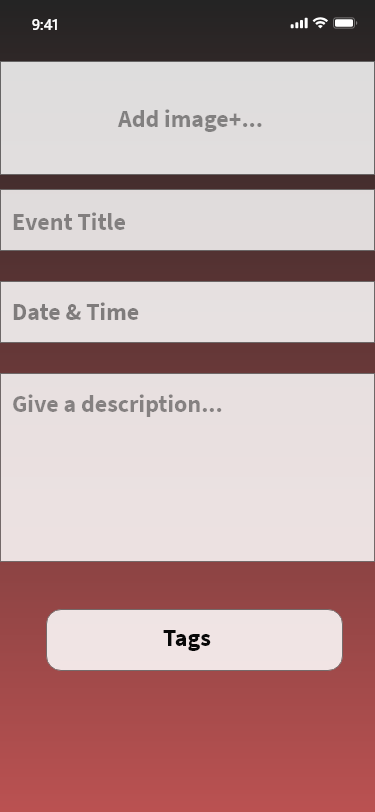 9:41
Add image+...
Event Title
Date & Time
Give a description...
Tags